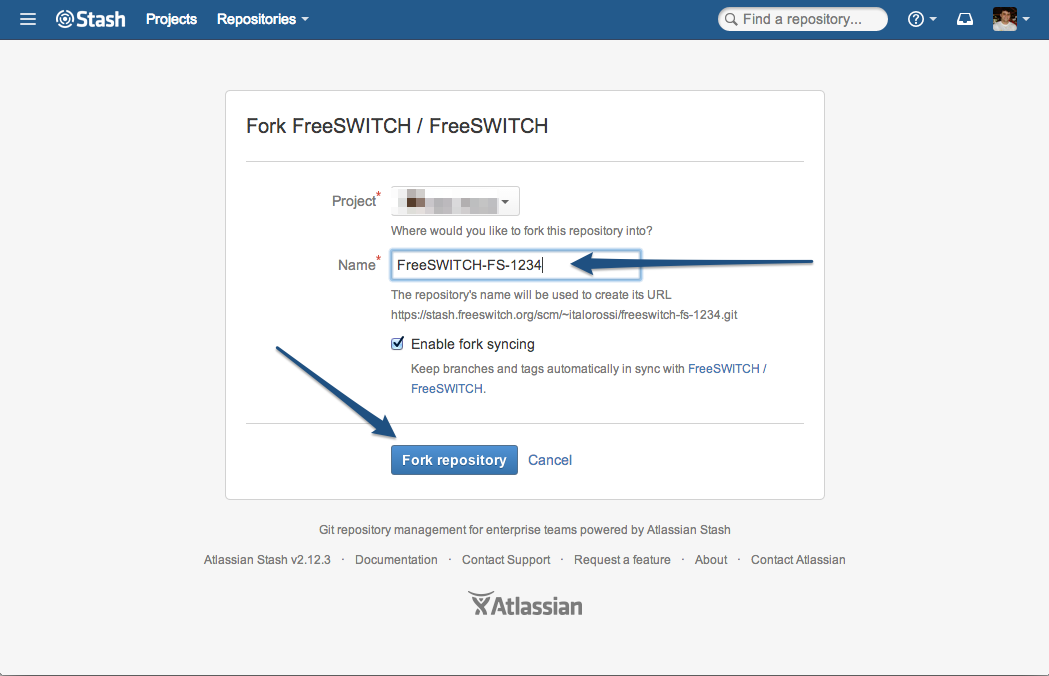 Stash Projects Repositories Find a repository...
Fork FreeSWITCH / FreeSWITCH
Project*
Where would you like to fork this repository into?
Name* FreeSWITCH-FS-1234
The repository's name will be used to create its URL
https://stash.freeswitch.org/scm/~italorossi/freeswitch-fs-1234.git
Enable fork syncing
Keep branches and tags automatically in sync with FreeSWITCH /
FreeSWITCH.
Fork repository Cancel
Git repository management for enterprise teams powered by Atlassian Stash
Atlassian Stash v2.12.3 · Documentation · Contact Support · Request a feature · About · Contact Atlassian
Atlassian